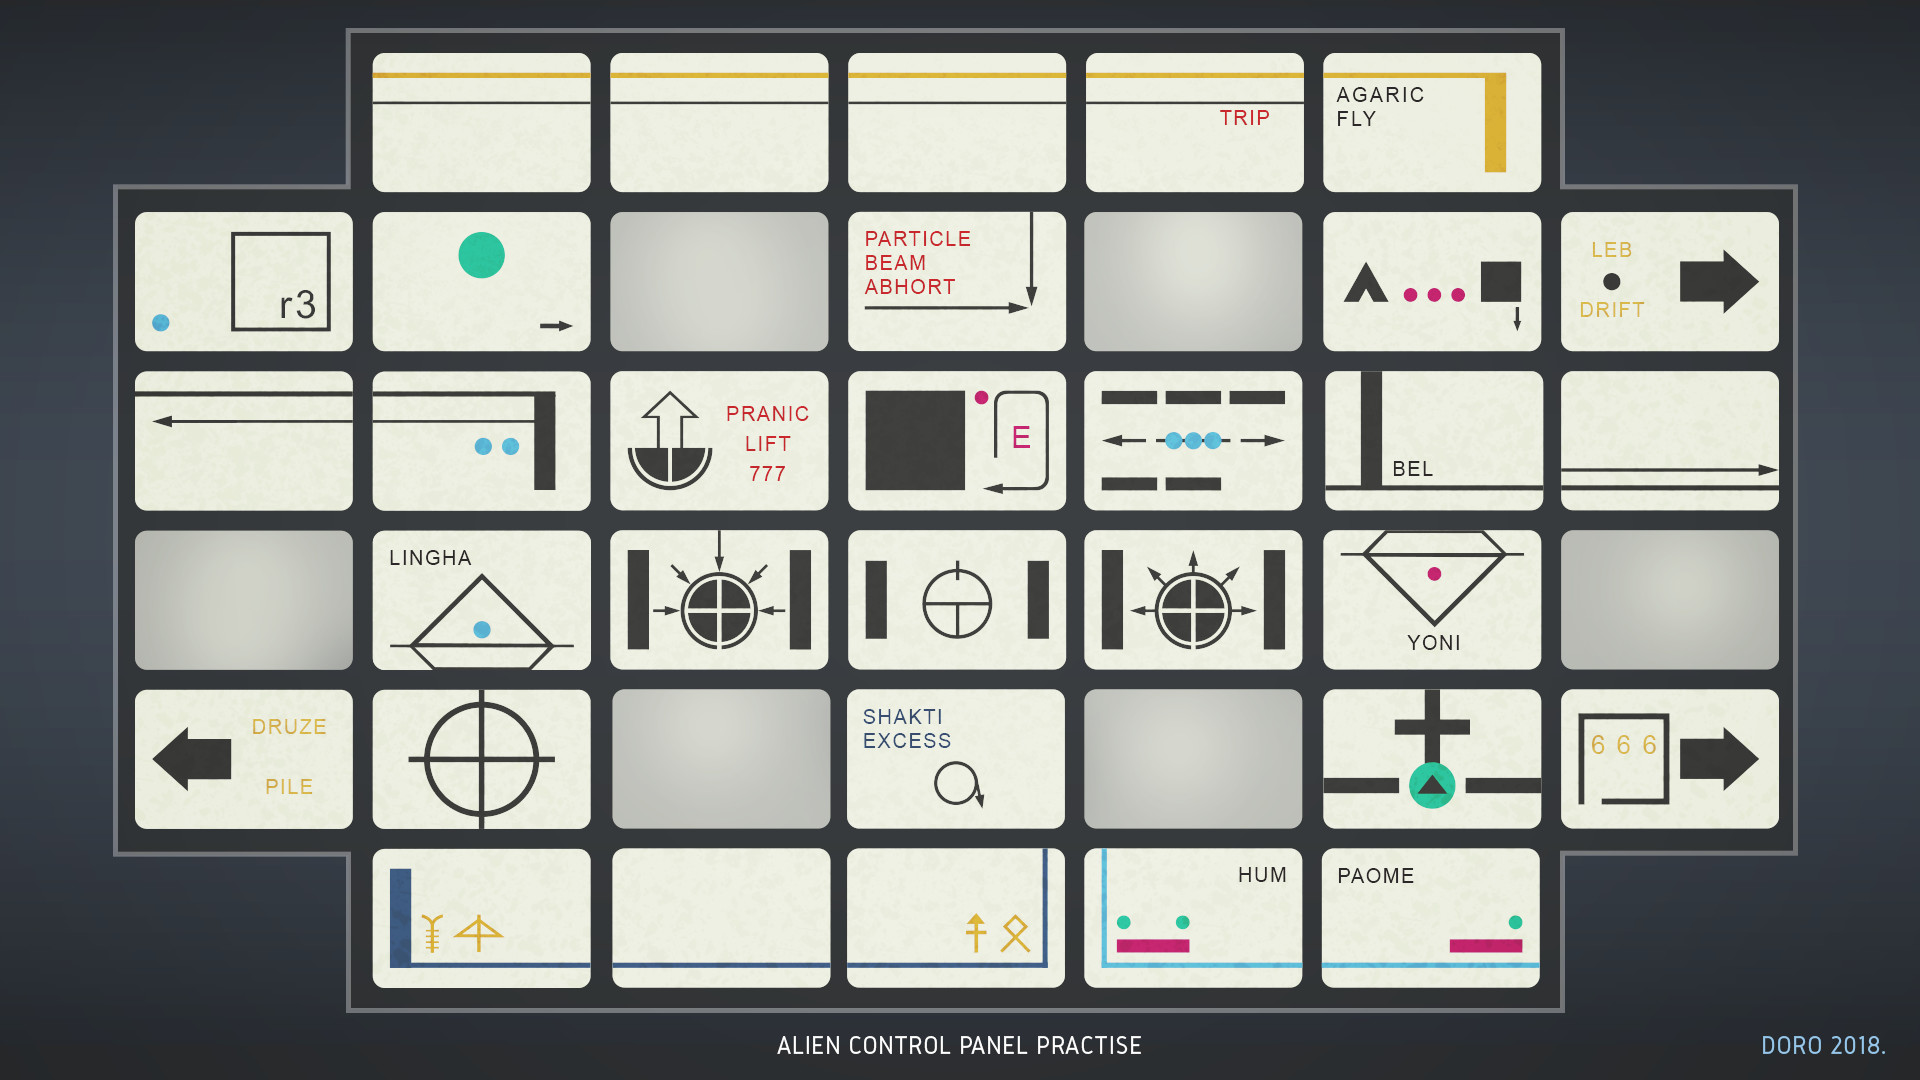 TRIP
AGARIC
FLY
r3
PARTICLE
BEAM
ABHORT
LEB
DRIFT
PRANIC
LIFT
777
E
BEL
LINGHA
YONI
DRUZE
PILE
SHAKTI
EXCESS
6 6 6
HUM
PAOME
ALIEN CONTROL PANEL PRACTISE
DORO 2018.